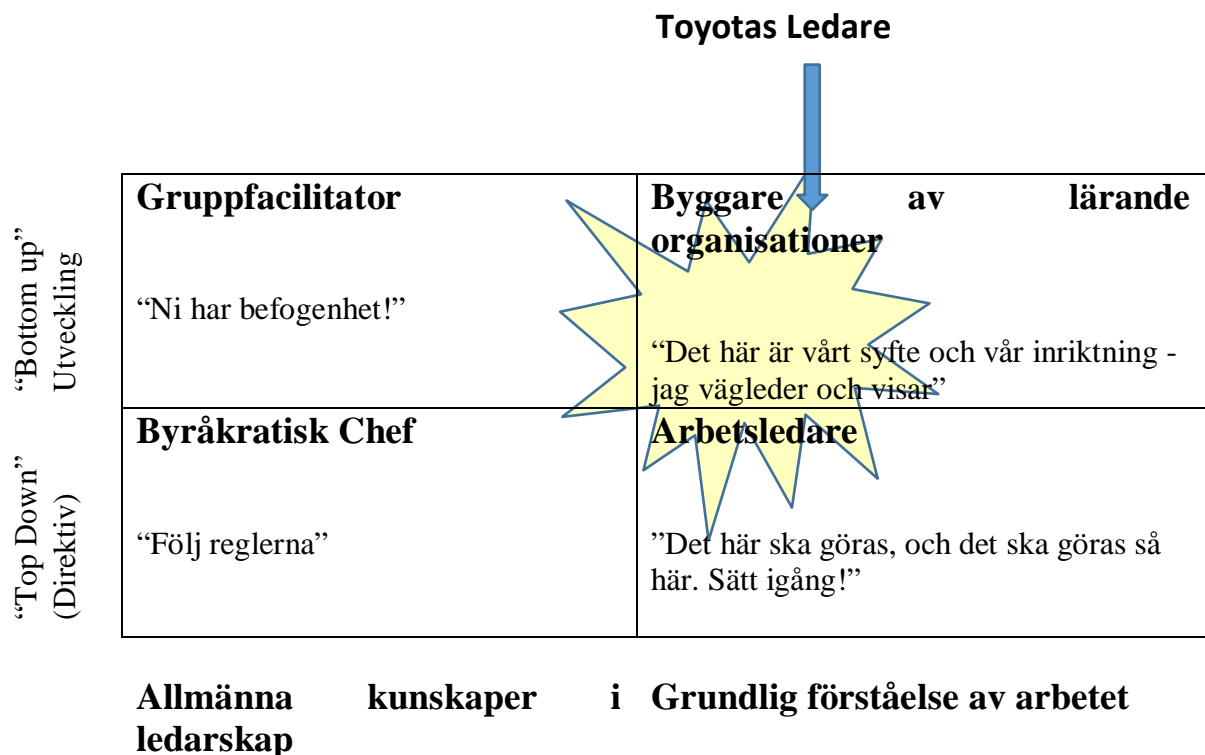 Toyotas Ledare
Gruppfacilitator
Byggare av lärande
organisationer
“Bottom up”
Utveckling
“Ni har befogenhet!”
“Det här är vårt syfte och vår inriktning -
jag vägleder och visar”
Byråkratisk Chef
Arbetsledare
“Top Down”
(Direktiv)
“Följ reglerna”
”Det här ska göras, och det ska göras så
här. Sätt igång!”
Allmänna kunskaper i
ledarskap
Grundlig förståelse av arbetet